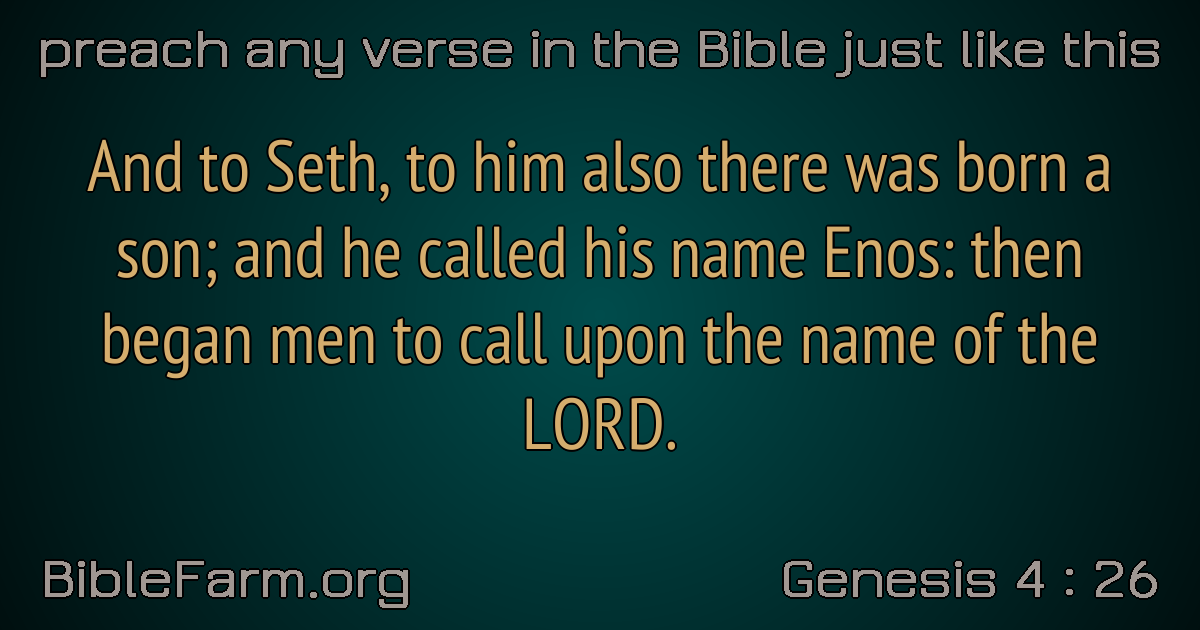 preach any verse in the Bible just like this
And to Seth, to him also there was born a
son; and he called his name Enos: then
began men to call upon the name of the
LORD.
BibleFarm.org
Genesis 4 : 26